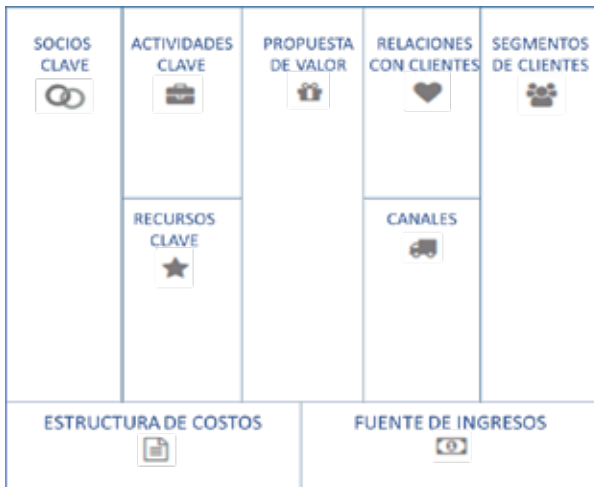 SOCIOS
CLAVE
ACTIVIDADES
CLAVE
PROPUESTA
DE VALOR
RELACIONES
CON CLIENTES
SEGMENTOS
DE CLIENTES
RECURSOS
CLAVE
CANALES
ESTRUCTURA DE COSTOS
FUENTE DE INGRESOS